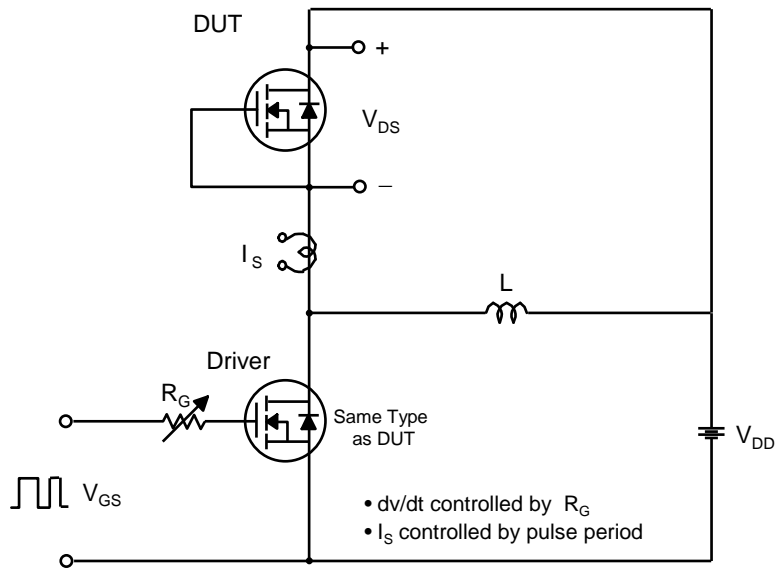 DUT
+
VDS
−
IS
L
Driver
RG
Same Type
as DUT
VDD
VGS
• dv/dt controlled by RG
• IS controlled by pulse period